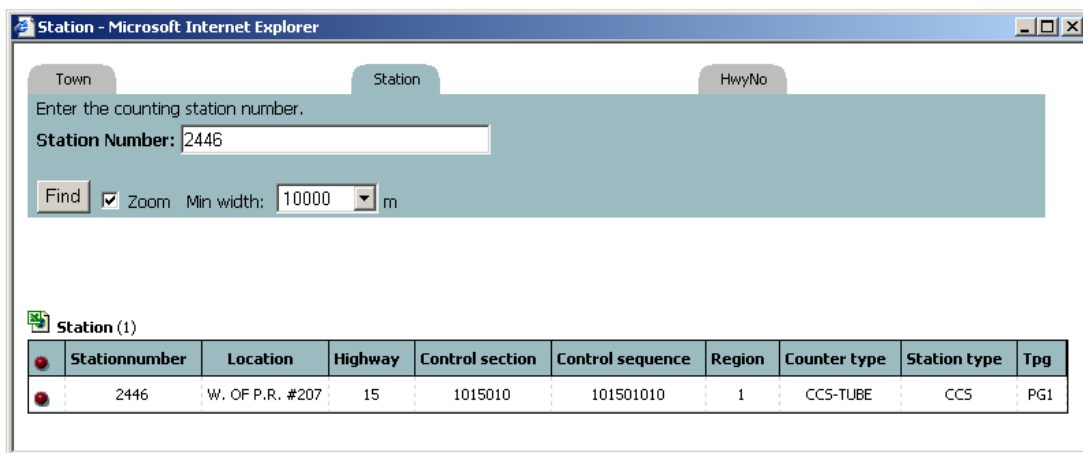 Station - Microsoft Internet Explorer
Town Station HwyNo
Enter the counting station number.
Station Number: 2446
Find Zoom Min width: 10000 m
Station (1)
Stationnumber Location Highway Control section Control sequence Region Counter type Station type Tpg
2446 W. OF P.R. #207 15 1015010 101501010 1 CCS-TUBE CCS PG1